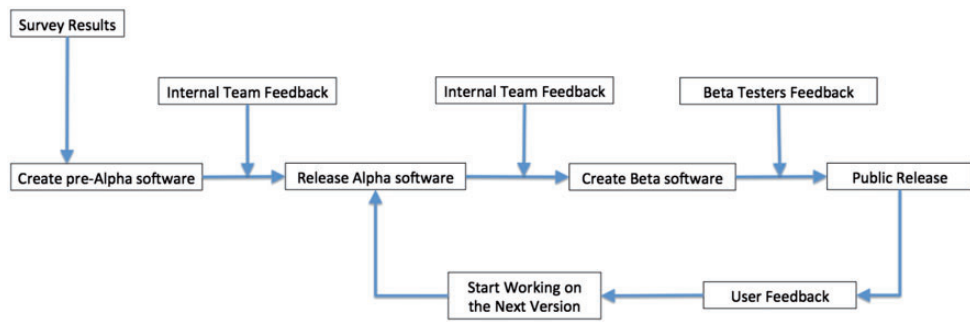 Survey Results
Internal Team Feedback
Internal Team Feedback
Beta Testers Feedback
Create pre-Alpha software
Release Alpha software
Create Beta software
Public Release
Start Working on
the Next Version
User Feedback